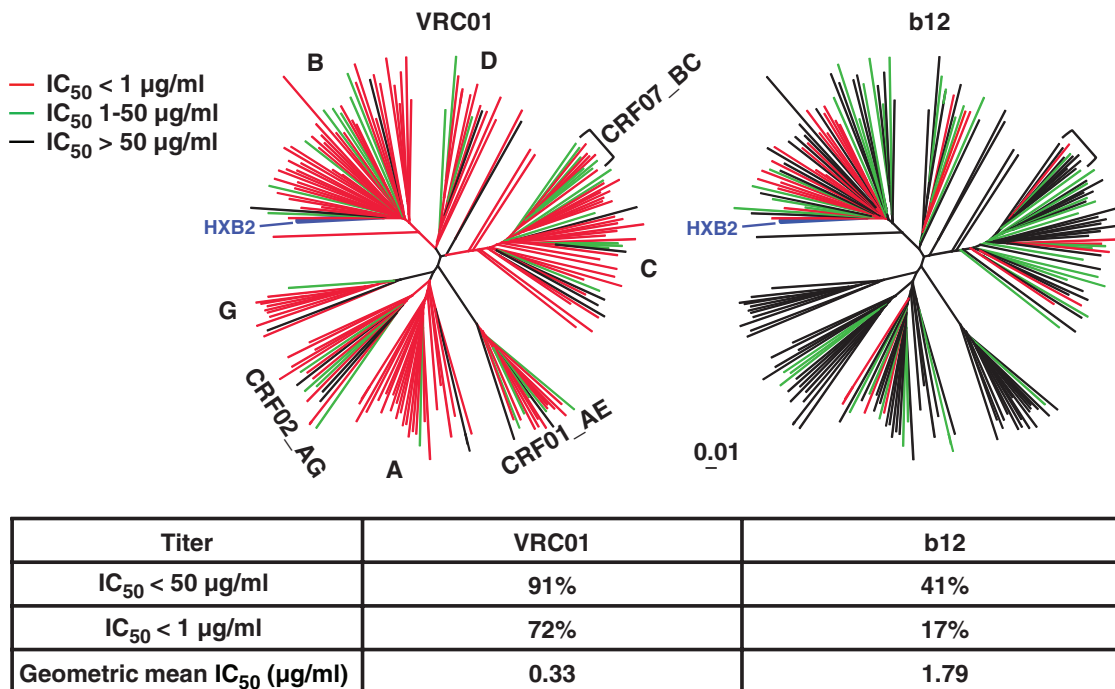 VRC01
b12
IC50 < 1 µg/ml
IC50 1-50 µg/ml
IC50 > 50 µg/ml
B
D
CRF07_BC
HXB2
C
G
CRF02_AG
A
CRF01_AE
HXB2
0.01
Titer VRC01 b12
IC50 < 50 µg/ml 91% 41%
IC50 < 1 µg/ml 72% 17%
Geometric mean IC50 (µg/ml) 0.33 1.79